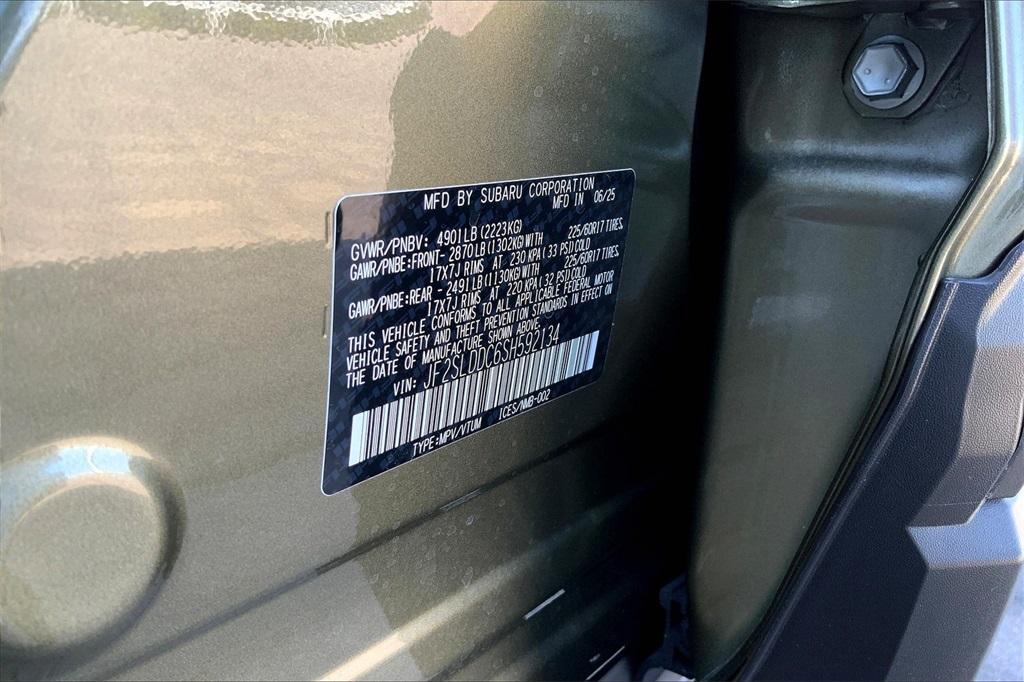 MFD BY SUBARU CORPORATION
MFD IN 06/25
GVWR/PNBV: 4901LB(2223KG)
GAWR/PNBE:FRONT- 2870LB(1302KG)WITH 225/60R17 TIRES,
17X7J RIMS AT 230 KPA(33 PSI)COLD
GAWR/PNBE:REAR - 2491LB(1130KG)WITH 225/60R17 TIRES,
17X7J RIMS AT 220 KPA(32 PSI)COLD
THIS VEHICLE CONFORMS TO ALL APPLICABLE FEDERAL MOTOR
VEHICLE SAFETY AND THEFT PREVENTION STANDARDS IN EFFECT ON
THE DATE OF MANUFACTURE SHOWN ABOVE.
VIN: JF2SLDDC6SH592134
TYPE:MPV/VTUM ICES/NMB-002